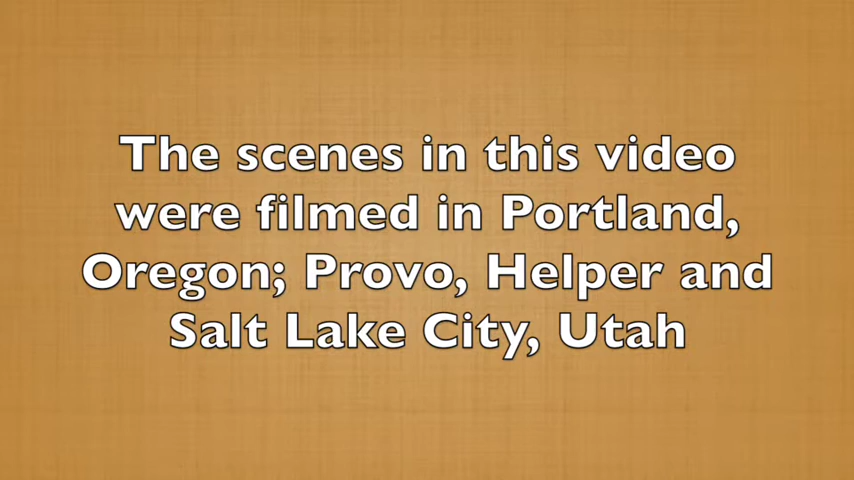 The scenes in this video
were filmed in Portland,
Oregon; Provo, Helper and
Salt Lake City, Utah